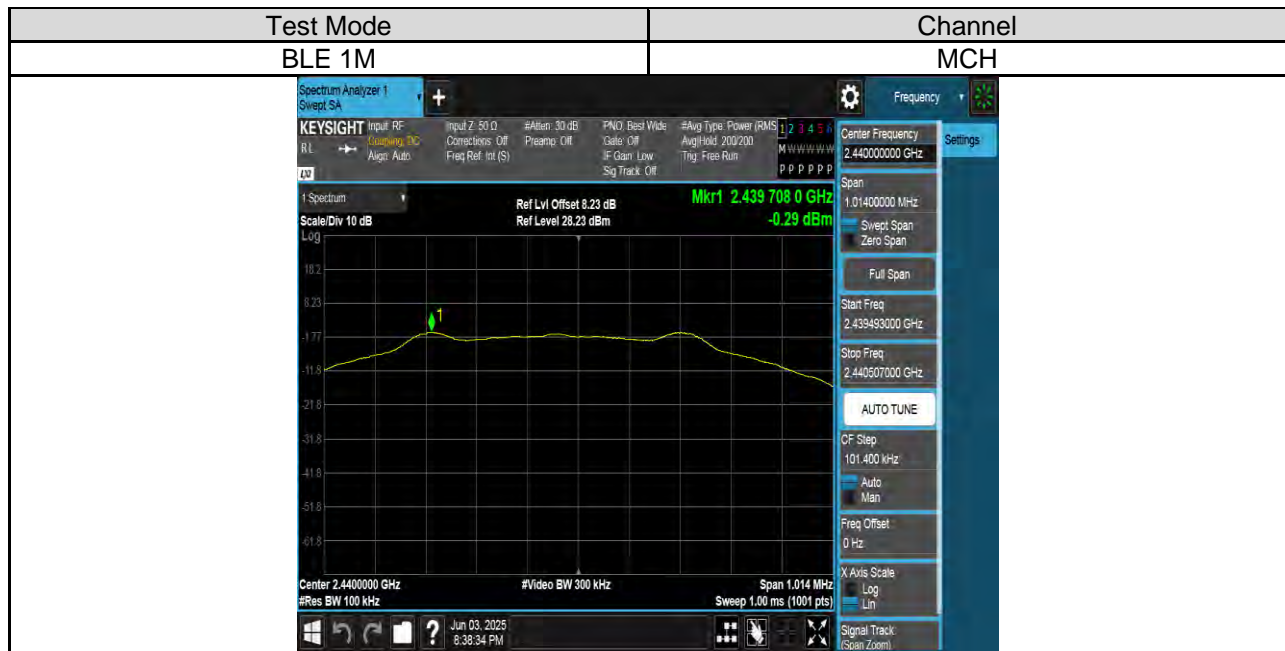 Test Mode
Channel
BLE 1M
MCH
Spectrum Analyzer 1
Swept SA
+
Frequency
KEYSIGHT
RL
LXI
Input: RF
Coupling: DC
Align: Auto
Input Z: 50 Ω
Corrections: Off
Freq Ref: Int (S)
#Atten: 30 dB
Preamp: Off
PNO: Best Wide
Gate: Off
IF Gain: Low
Sig Track: Off
#Avg Type: Power (RMS
Avg|Hold: 200/200
Trig: Free Run
1 2 3 4 5 6
M W W W W W
P P P P P P
1 Spectrum
Scale/Div 10 dB
Log
Ref Lvl Offset 8.23 dB
Ref Level 28.23 dBm
Mkr1 2.439 708 0 GHz
-0.29 dBm
18.2
8.23
-1.77
-11.8
-21.8
-31.8
-41.8
-51.8
-61.8
1
Center 2.4400000 GHz
#Res BW 100 kHz
#Video BW 300 kHz
Span 1.014 MHz
Sweep 1.00 ms (1001 pts)
Center Frequency
2.440000000 GHz
Settings
Span
1.01400000 MHz
Swept Span
Zero Span
Full Span
Start Freq
2.439493000 GHz
Stop Freq
2.440507000 GHz
AUTO TUNE
CF Step
101.400 kHz
Auto
Man
Freq Offset
0 Hz
X Axis Scale
Log
Lin
Signal Track
(Span Zoom)
?
Jun 03, 2025
8:38:34 PM